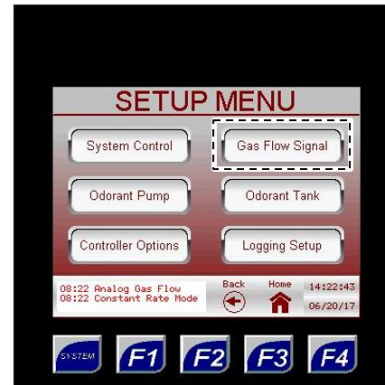 SETUP MENU
System Control
Gas Flow Signal
Odorant Pump
Odorant Tank
Controller Options
Logging Setup
08:22 Analog Gas Flow
08:22 Constant Rate Mode
Back
Home
14:22:43
06/20/17
SYSTEM
F1
F2
F3
F4